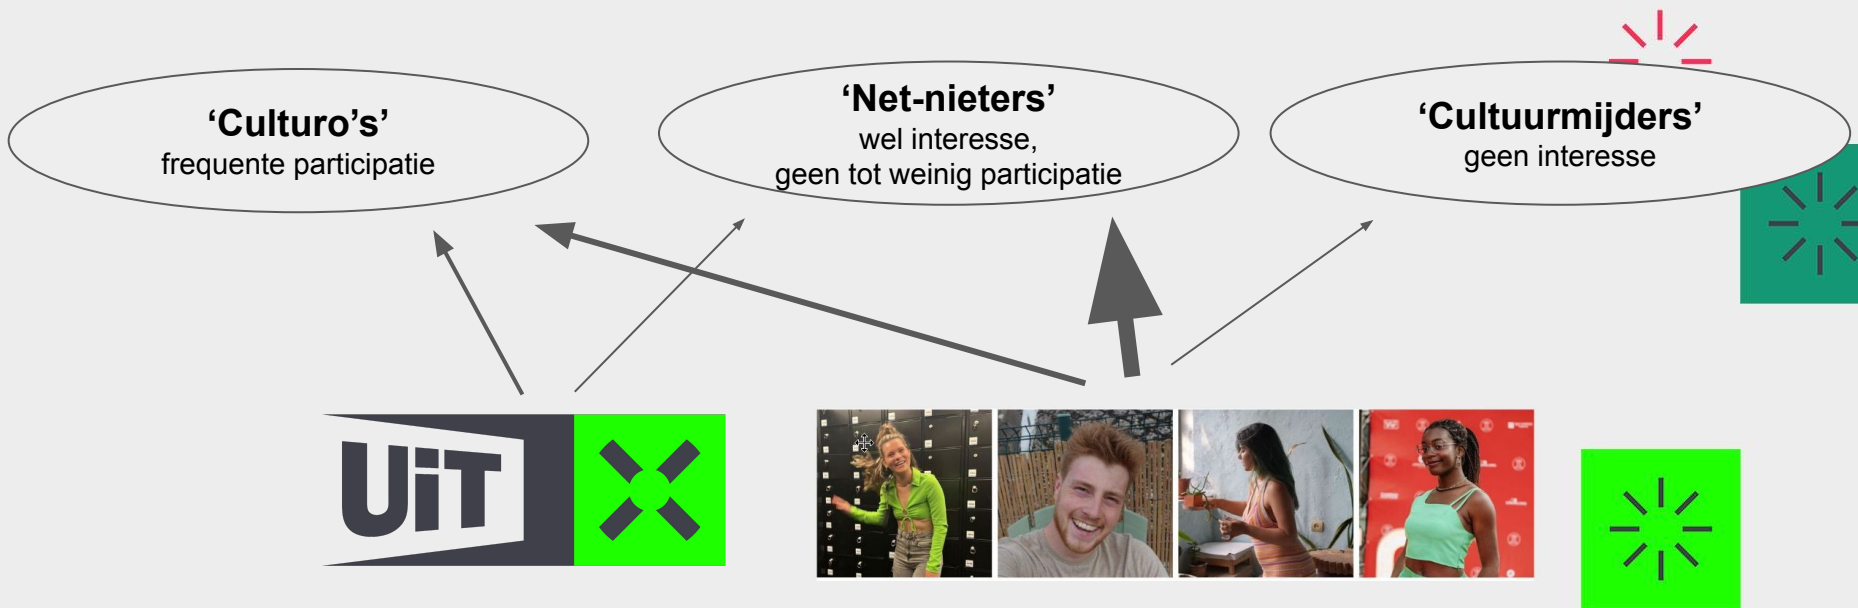 ‘Culturo’s’
frequente participatie
‘Net-nieters’
wel interesse,
geen tot weinig participatie
‘Cultuurmijders’
geen interesse
UiT